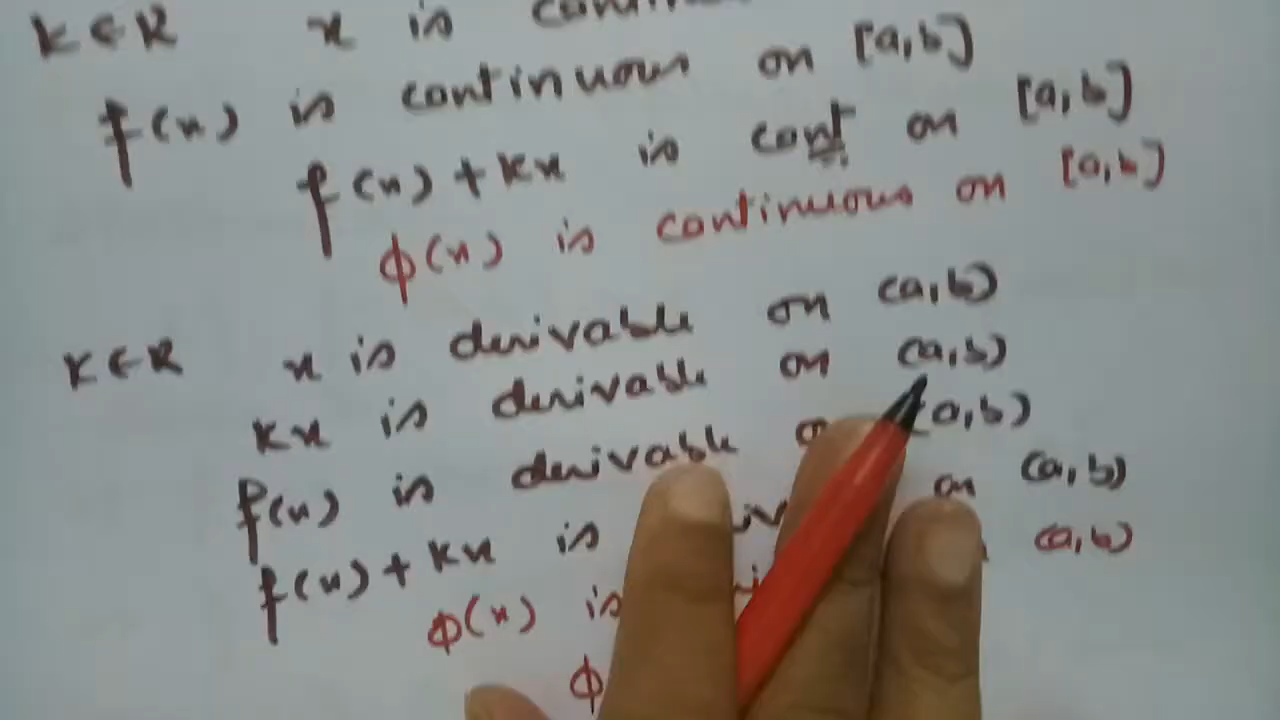 K ∈ R x is
f(x) is continuous on [a,b]
f(x) + kx is cont on [a,b]
φ(x) is continuous on [a,b]
K ∈ R x is derivable on (a,b)
kx is derivable on (a,b)
f(x) is derivable (a,b)
f(x) + kx is on (a,b)
φ(x) is (a,b)
φ